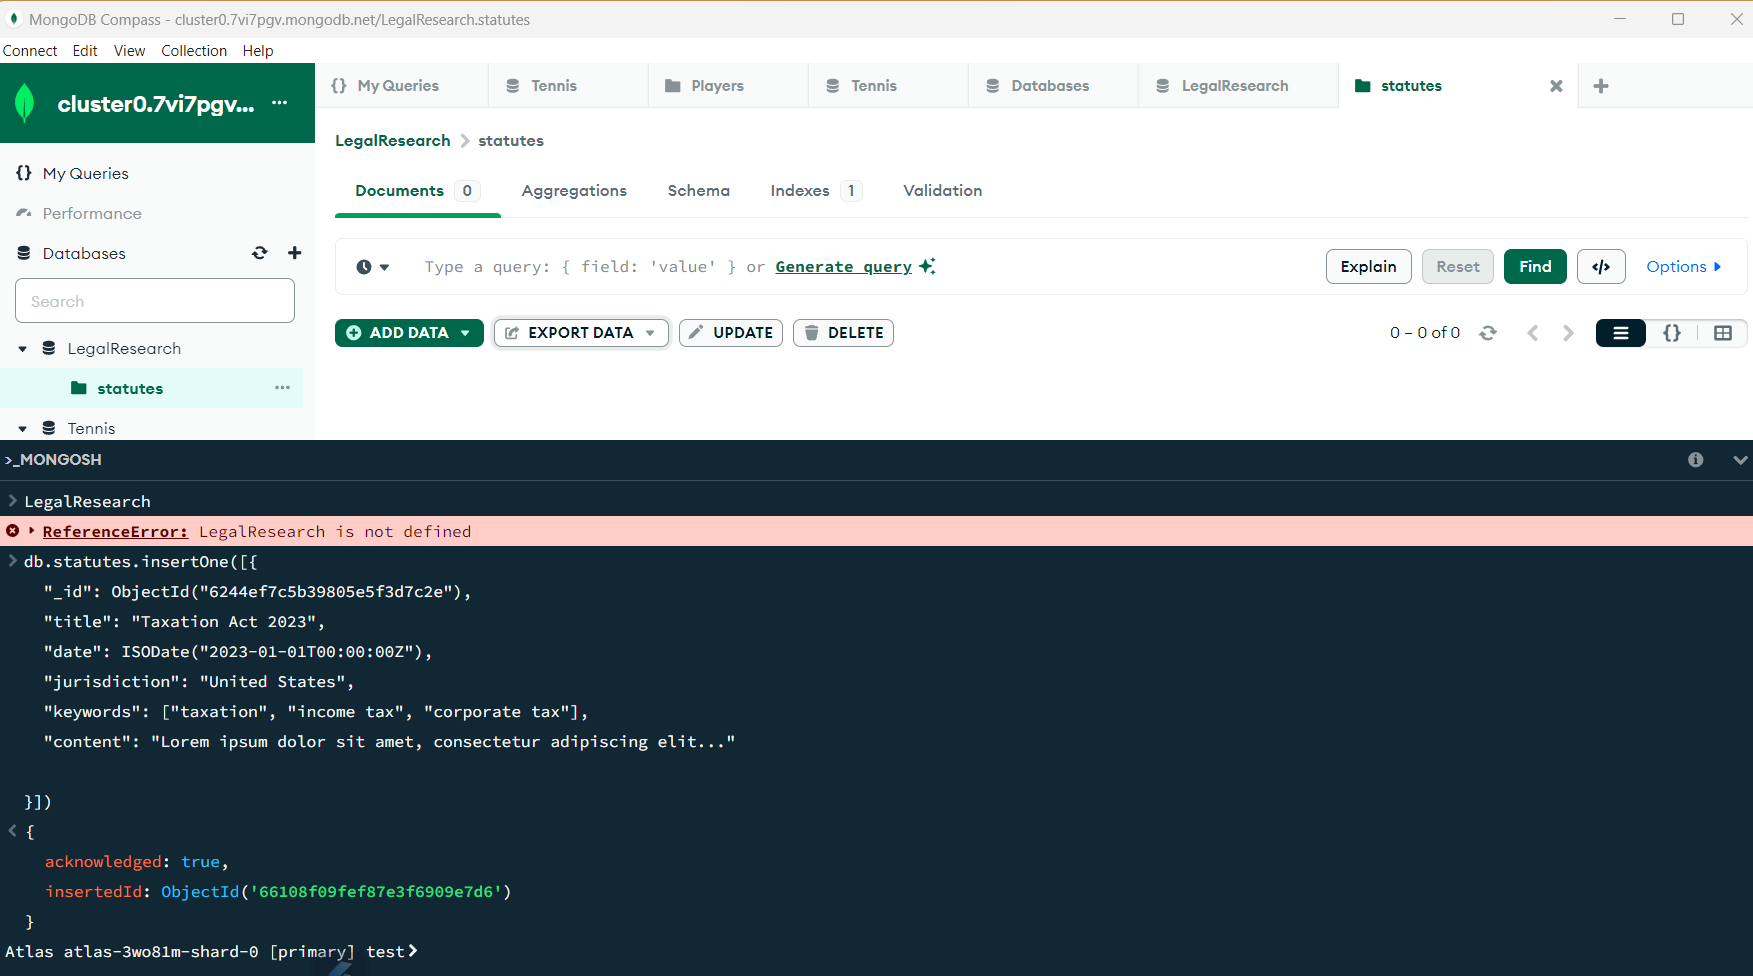 MongoDB Compass - cluster0.7vi7pgv.mongodb.net/LegalResearch.statutes
Connect Edit View Collection Help
cluster0.7vi7pgv... ...
{} My Queries Tennis Players Tennis Databases LegalResearch statutes
LegalResearch > statutes
{} My Queries
Performance
Databases
Search
LegalResearch
statutes ...
Tennis
Documents 0 Aggregations Schema Indexes 1 Validation
Type a query: { field: 'value' } or Generate query
Explain Reset Find </> Options
ADD DATA EXPORT DATA UPDATE DELETE 0 – 0 of 0 {}
>_MONGOSH
> LegalResearch
ReferenceError: LegalResearch is not defined
> db.statutes.insertOne([{
"_id": ObjectId("6244ef7c5b39805e5f3d7c2e"),
"title": "Taxation Act 2023",
"date": ISODate("2023-01-01T00:00:00Z"),
"jurisdiction": "United States",
"keywords": ["taxation", "income tax", "corporate tax"],
"content": "Lorem ipsum dolor sit amet, consectetur adipiscing elit..."
}])
< {
acknowledged: true,
insertedId: ObjectId('66108f09fef87e3f6909e7d6')
}
Atlas atlas-3wo81m-shard-0 [primary] test>